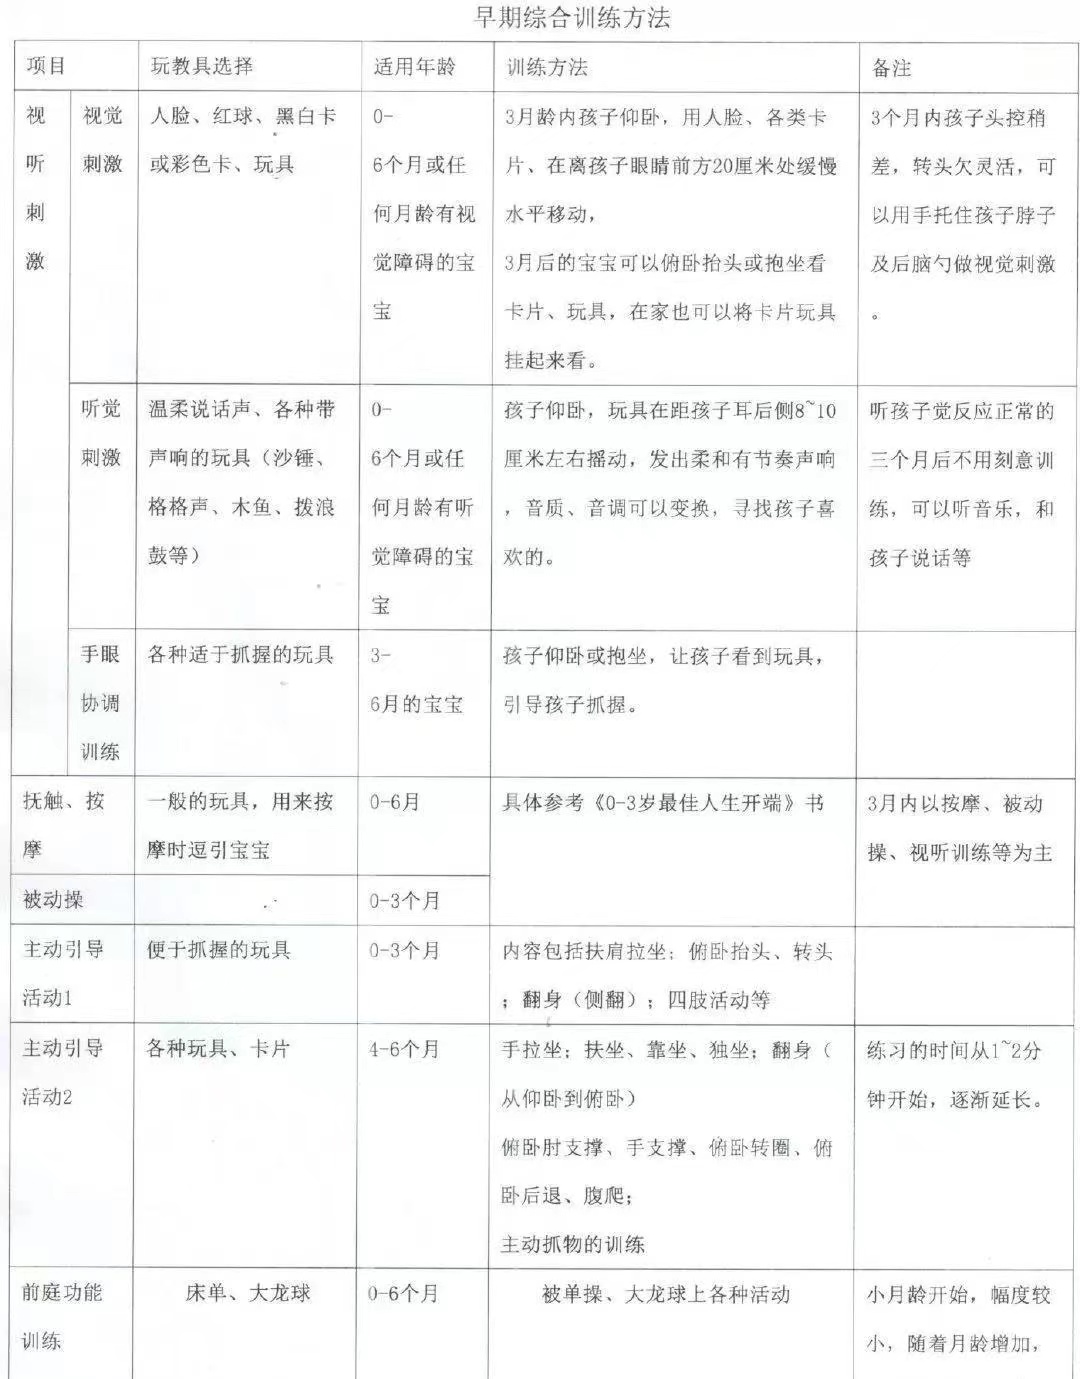 早期综合训练方法
项目
玩教具选择
适用年龄
训练方法
备注
视
听
刺
激
视觉
刺激
人脸、红球、黑白卡
或彩色卡、玩具
0-
6个月或任
何月龄有视
觉障碍的宝
宝
3月龄内孩子仰卧，用人脸、各类卡
片、在离孩子眼睛前方20厘米处缓慢
水平移动，
3月后的宝宝可以俯卧抬头或抱坐看
卡片、玩具，在家也可以将卡片玩具
挂起来看。
3个月内孩子头控稍
差，转头欠灵活，可
以用手托住孩子脖子
及后脑勺做视觉刺激
。
听觉
刺激
温柔说话声、各种带
声响的玩具（沙锤、
格格声、木鱼、拨浪
鼓等）
0-
6个月或任
何月龄有听
觉障碍的宝
宝
孩子仰卧，玩具在距孩子耳后侧8~10
厘米左右摇动，发出柔和有节奏声响
，音质、音调可以变换，寻找孩子喜
欢的。
听孩子觉反应正常的
三个月后不用刻意训
练，可以听音乐，和
孩子说话等
手眼
协调
训练
各种适于抓握的玩具
3-
6月的宝宝
孩子仰卧或抱坐，让孩子看到玩具，
引导孩子抓握。
抚触、按
摩
一般的玩具，用来按
摩时逗引宝宝
0-6月
具体参考《0-3岁最佳人生开端》书
3月内以按摩、被动
操、视听训练等为主
被动操
0-3个月
主动引导
活动1
便于抓握的玩具
0-3个月
内容包括扶肩拉坐；俯卧抬头、转头
；翻身（侧翻）；四肢活动等
主动引导
活动2
各种玩具、卡片
4-6个月
手拉坐；扶坐、靠坐、独坐；翻身（
从仰卧到俯卧）
俯卧肘支撑、手支撑、俯卧转圈、俯
卧后退、腹爬；
主动抓物的训练
练习的时间从1~2分
钟开始，逐渐延长。
前庭功能
训练
床单、大龙球
0-6个月
被单操、大龙球上各种活动
小月龄开始，幅度较
小，随着月龄增加，